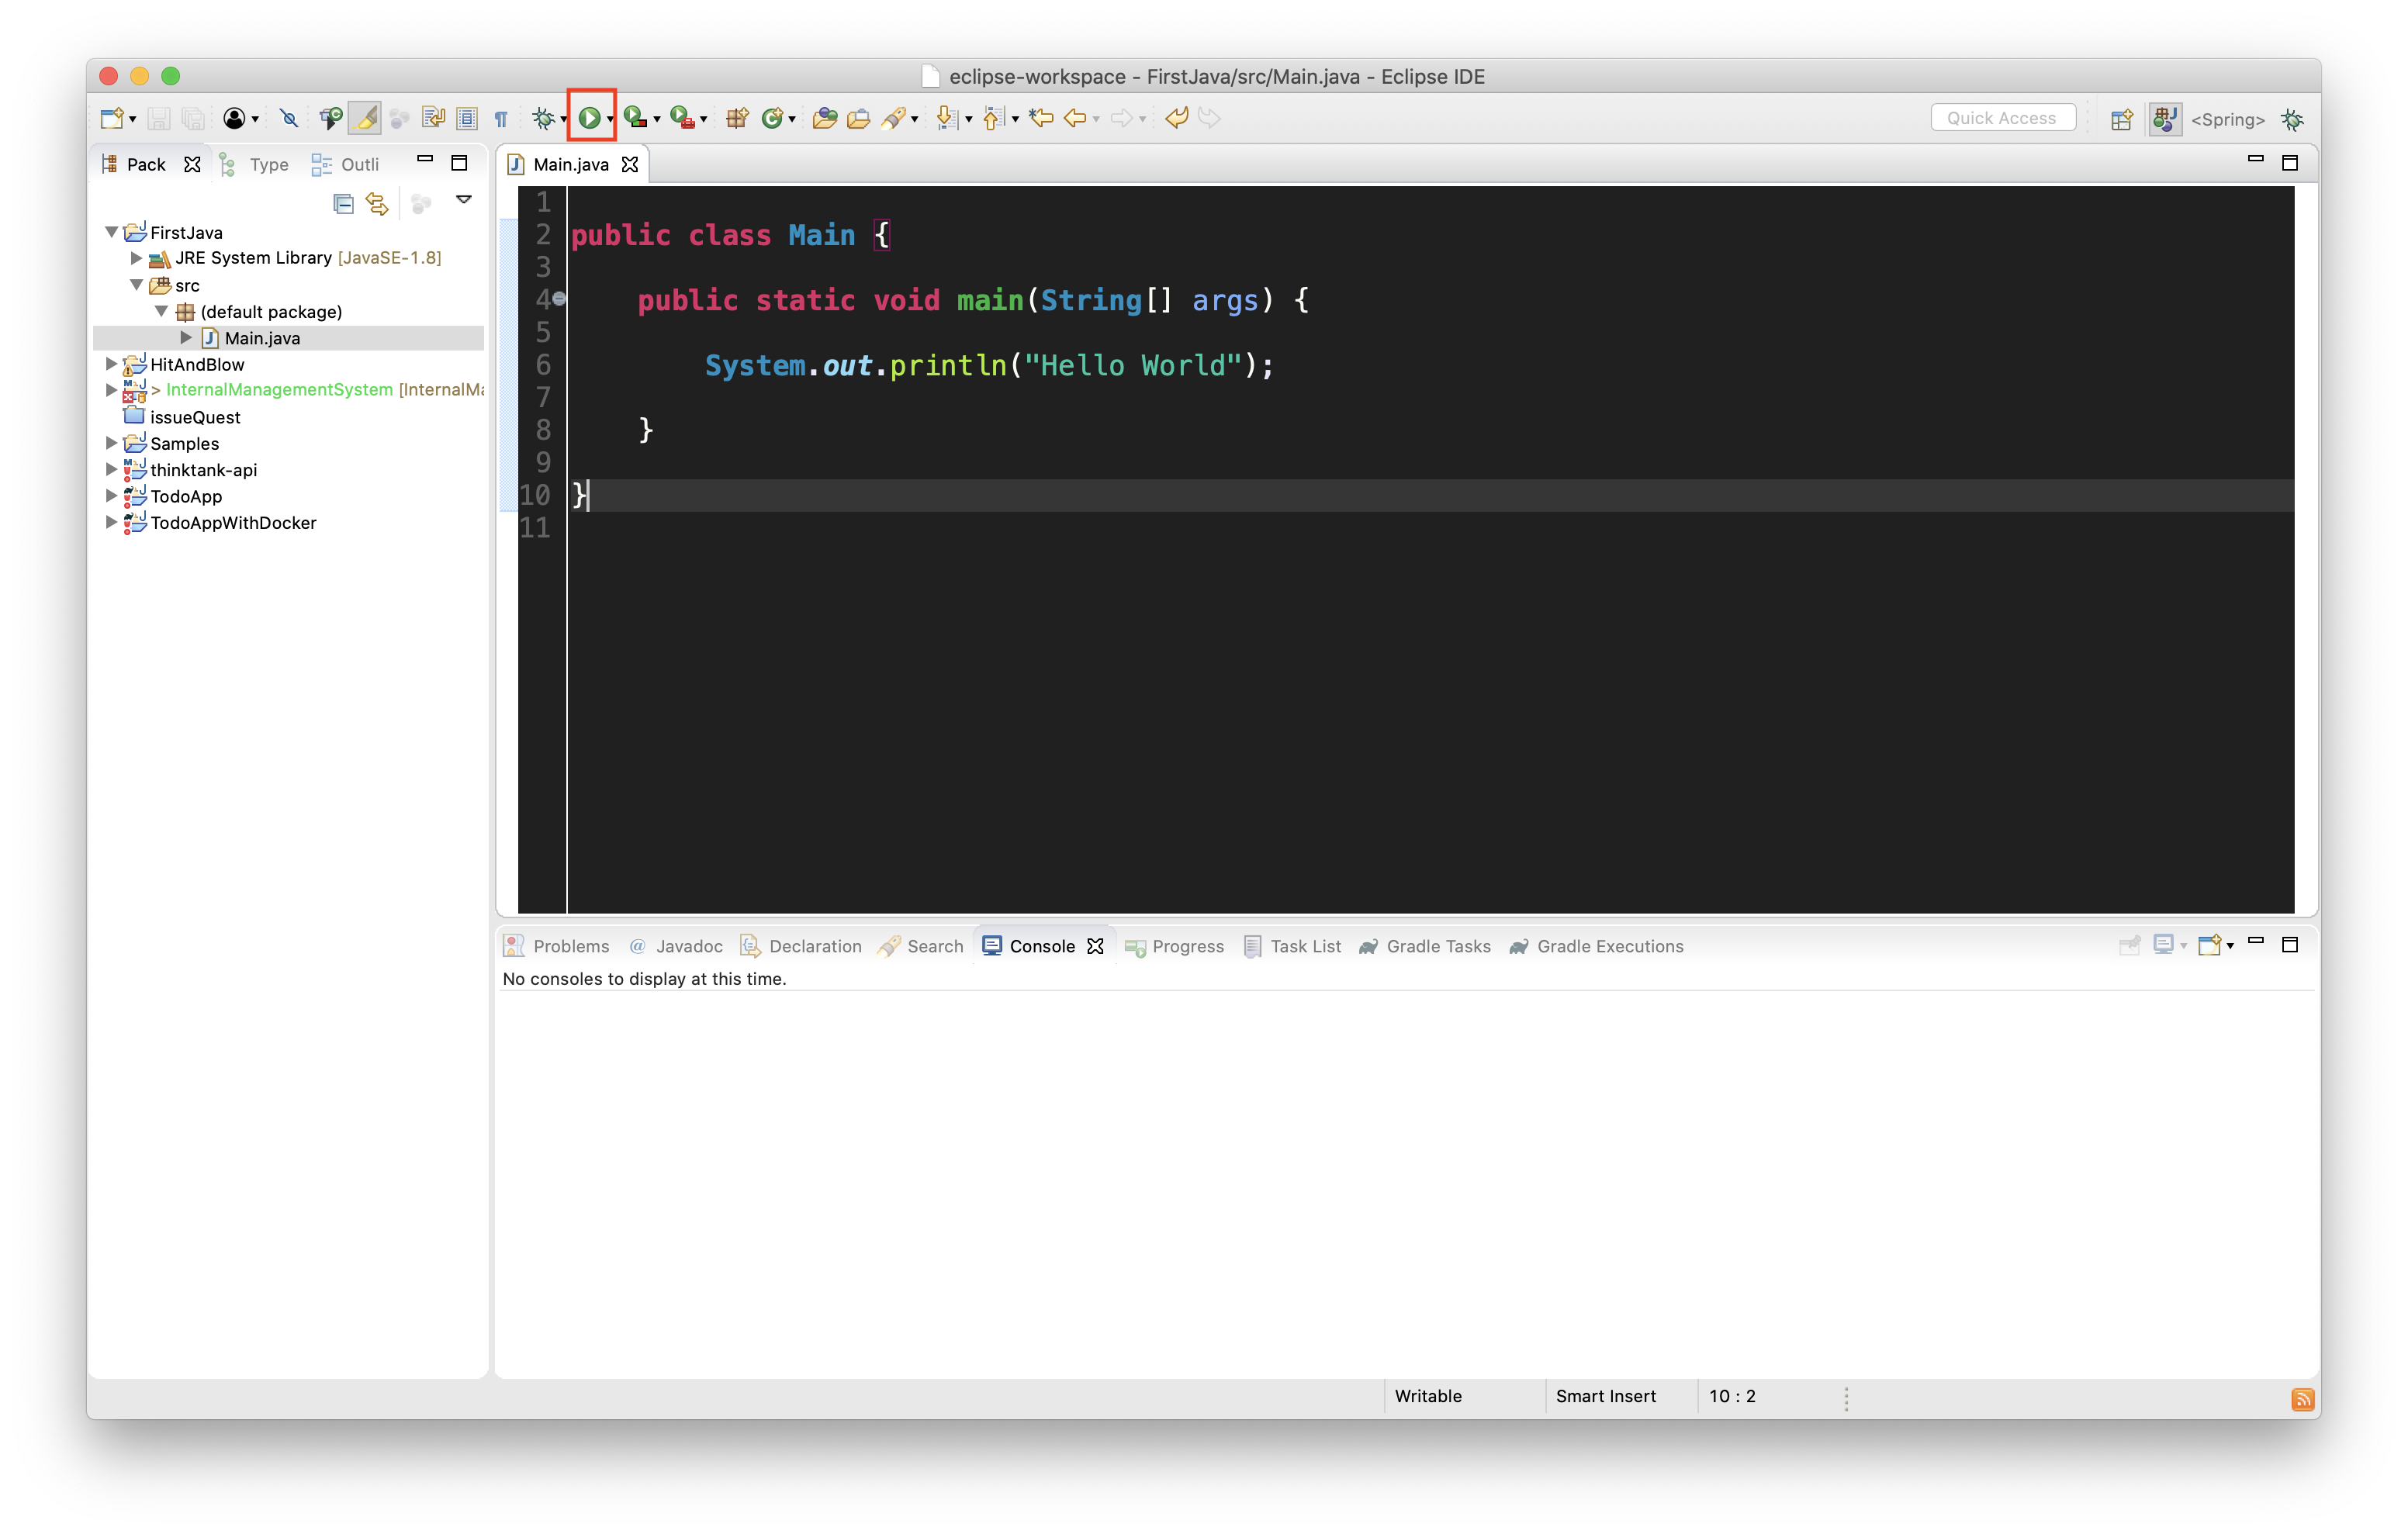 eclipse-workspace - FirstJava/src/Main.java - Eclipse IDE
Quick Access
<Spring>
Pack
Type
Outli
FirstJava
JRE System Library [JavaSE-1.8]
src
(default package)
Main.java
HitAndBlow
> InternalManagementSystem [InternalMa
issueQuest
Samples
thinktank-api
TodoApp
TodoAppWithDocker
Main.java
1
2 public class Main {
3
4 public static void main(String[] args) {
5
6 System.out.println("Hello World");
7
8 }
9
10 }
11
Problems @ Javadoc Declaration Search Console Progress Task List Gradle Tasks Gradle Executions
No consoles to display at this time.
Writable Smart Insert 10 : 2